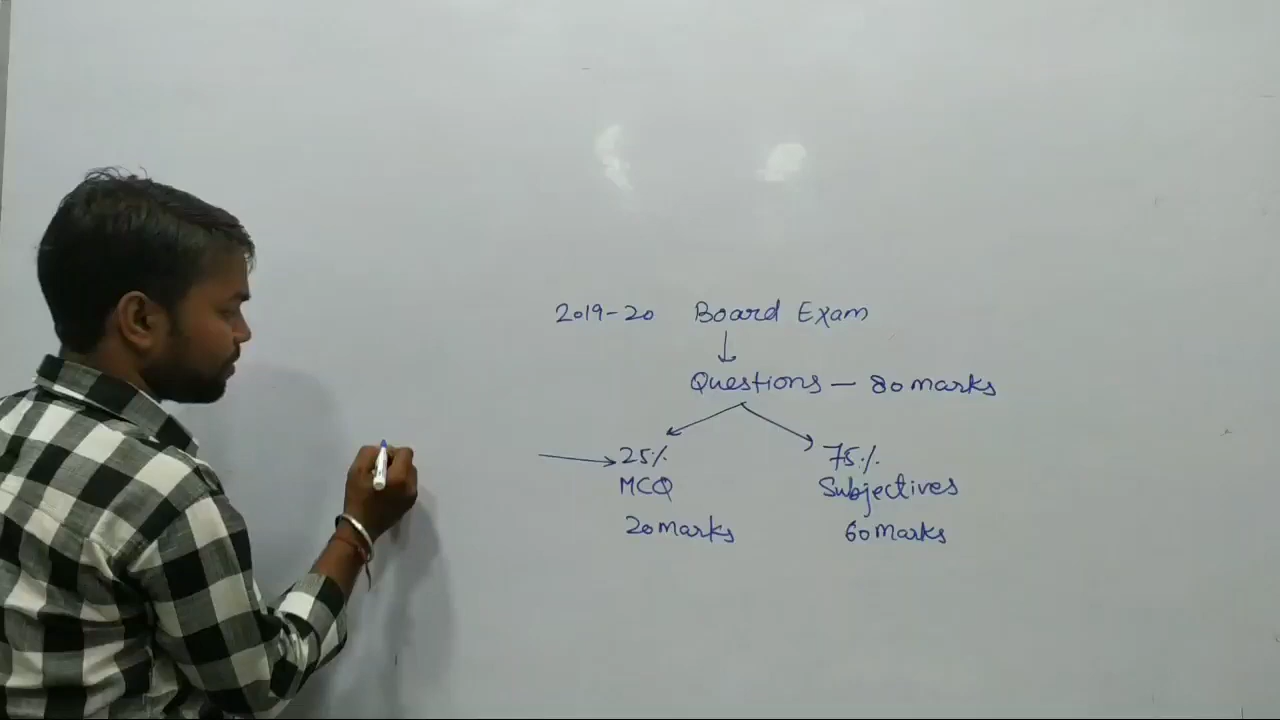 2019-20 Board Exam
Questions — 80 marks
25% 75%
MCQ Subjectives
20 marks 60 marks